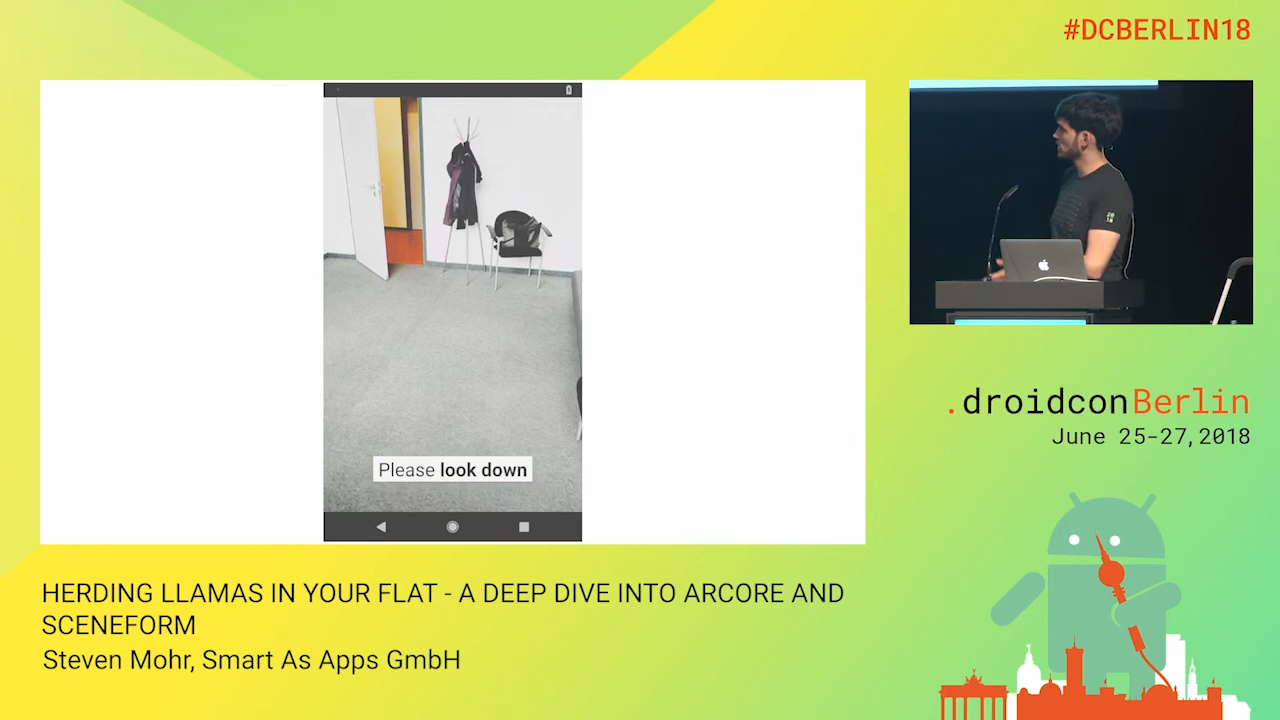 #DCBERLIN18
Please look down
.droidconBerlin
June 25-27,2018
HERDING LLAMAS IN YOUR FLAT - A DEEP DIVE INTO ARCORE AND
SCENEFORM
Steven Mohr, Smart As Apps GmbH